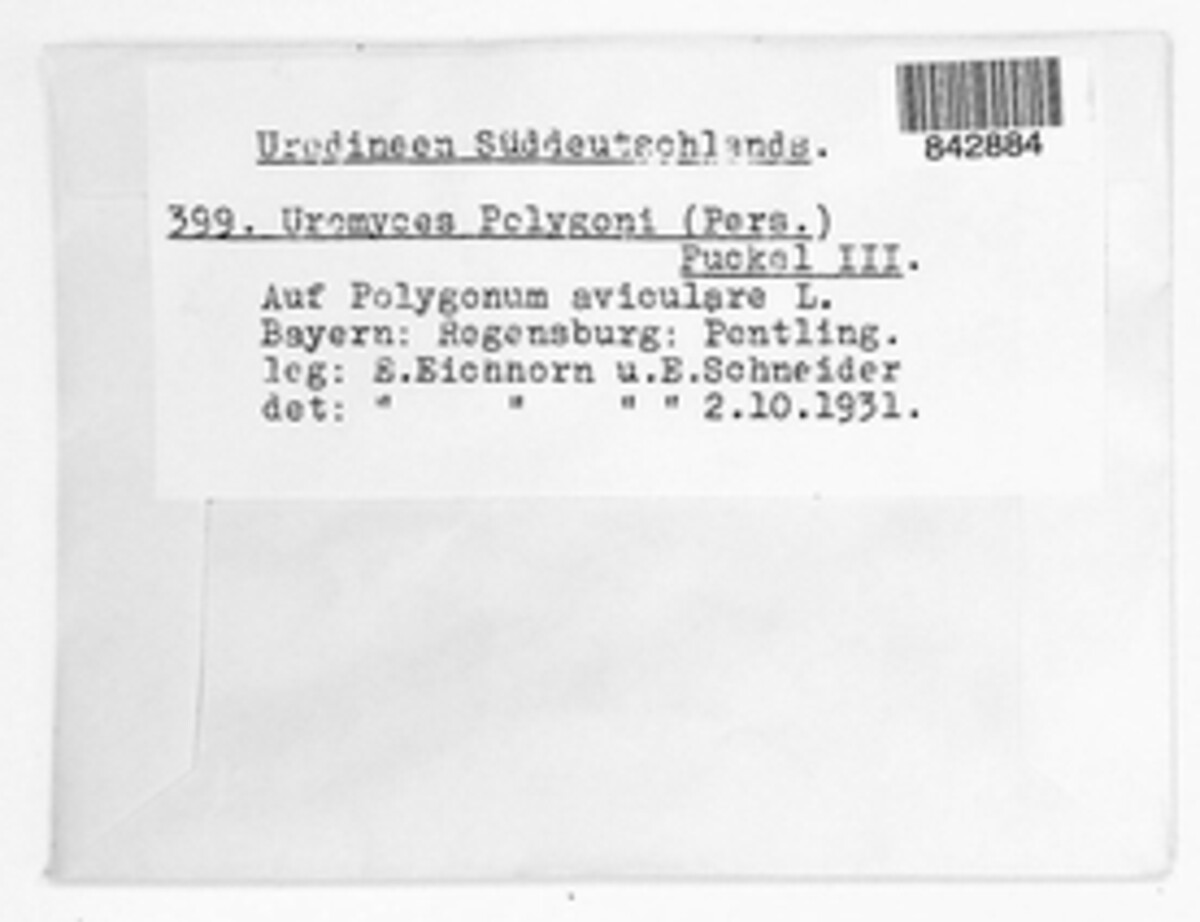 842884
Uredineen Süddeutschlands.
399. Uromyces Polygoni (Pers.)
Fuckel III.
Auf Polygonum aviculare L.
Bayern: Regensburg: Pentling.
leg: E.Eichhorn u.E.Schneider
det: " " " " 2.10.1931.